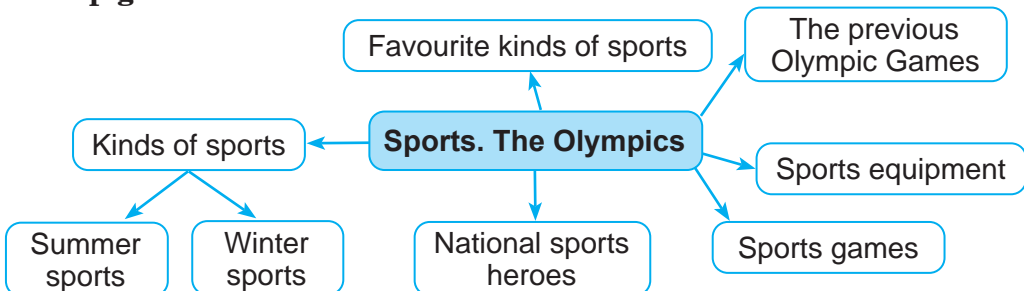 Favourite kinds of sports
The previous
Olympic Games
Kinds of sports
Sports. The Olympics
Sports equipment
Summer
sports
Winter
sports
National sports
heroes
Sports games